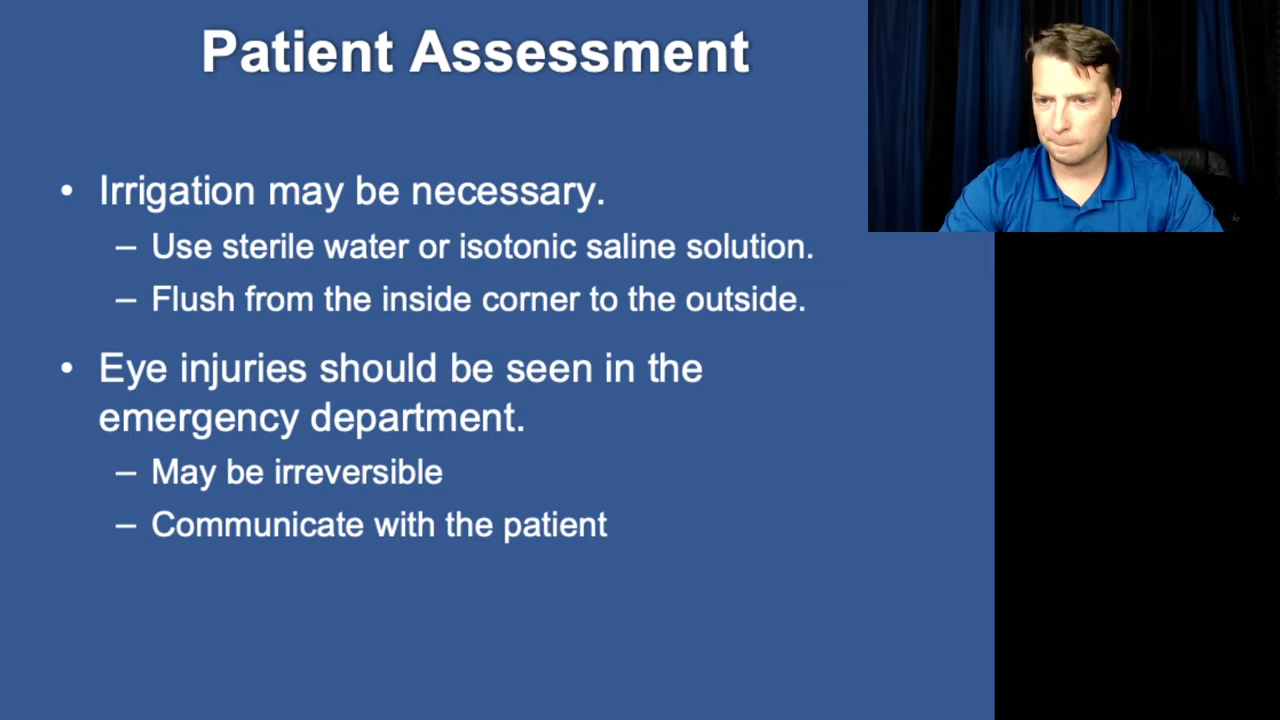 Patient Assessment
• Irrigation may be necessary.
– Use sterile water or isotonic saline solution.
– Flush from the inside corner to the outside.
• Eye injuries should be seen in the
emergency department.
– May be irreversible
– Communicate with the patient